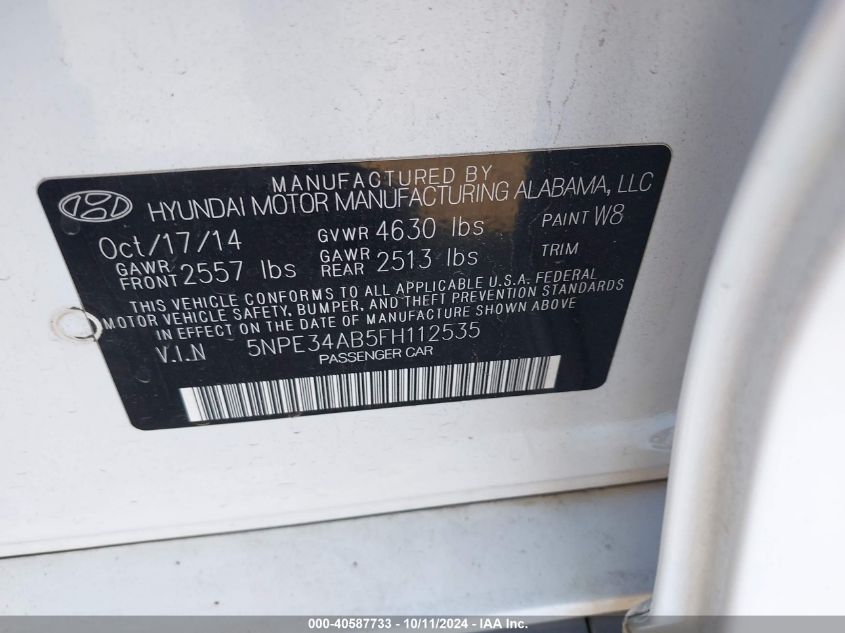 MANUFACTURED BY
HYUNDAI MOTOR MANUFACTURING ALABAMA, LLC
Oct/17/14 GVWR 4630 lbs PAINT W8
GAWR FRONT 2557 lbs GAWR REAR 2513 lbs TRIM
THIS VEHICLE CONFORMS TO ALL APPLICABLE U.S.A. FEDERAL
MOTOR VEHICLE SAFETY, BUMPER, AND THEFT PREVENTION STANDARDS
IN EFFECT ON THE DATE OF MANUFACTURE SHOWN ABOVE
V.I.N 5NPE34AB5FH112535
PASSENGER CAR
000-40587733 - 10/11/2024 - IAA Inc.